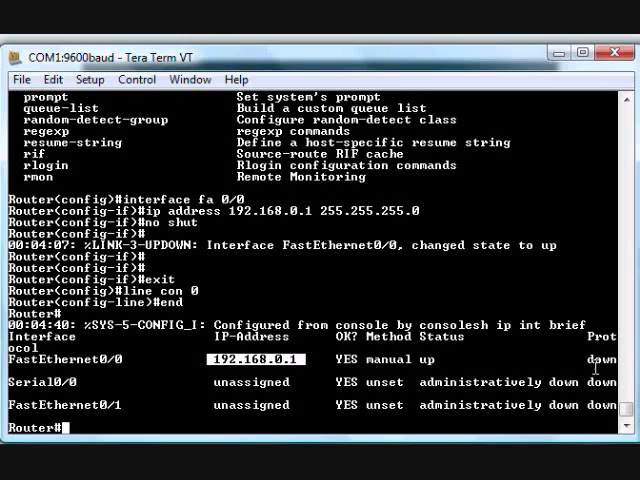 COM1:9600baud - Tera Term VT
File Edit Setup Control Window Help
prompt Set system's prompt
queue-list Build a custom queue list
random-detect-group Configure random-detect class
regexp regexp commands
resume-string Define a host-specific resume string
rif Source-route RIF cache
rlogin Rlogin configuration commands
rmon Remote Monitoring
Router(config)#interface fa 0/0
Router(config-if)#ip address 192.168.0.1 255.255.255.0
Router(config-if)#no shut
00:04:07: %LINK-3-UPDOWN: Interface FastEthernet0/0, changed state to up
Router(config-if)#
Router(config-if)#
Router(config-if)#exit
Router(config)#line con 0
Router(config-line)#end
Router#
00:04:40: %SYS-5-CONFIG_I: Configured from console by consolesh ip int brief
Interface IP-Address OK? Method Status Prot
ocol
FastEthernet0/0 192.168.0.1 YES manual up down
Serial0/0 unassigned YES unset administratively down down
FastEthernet0/1 unassigned YES unset administratively down down
Router#